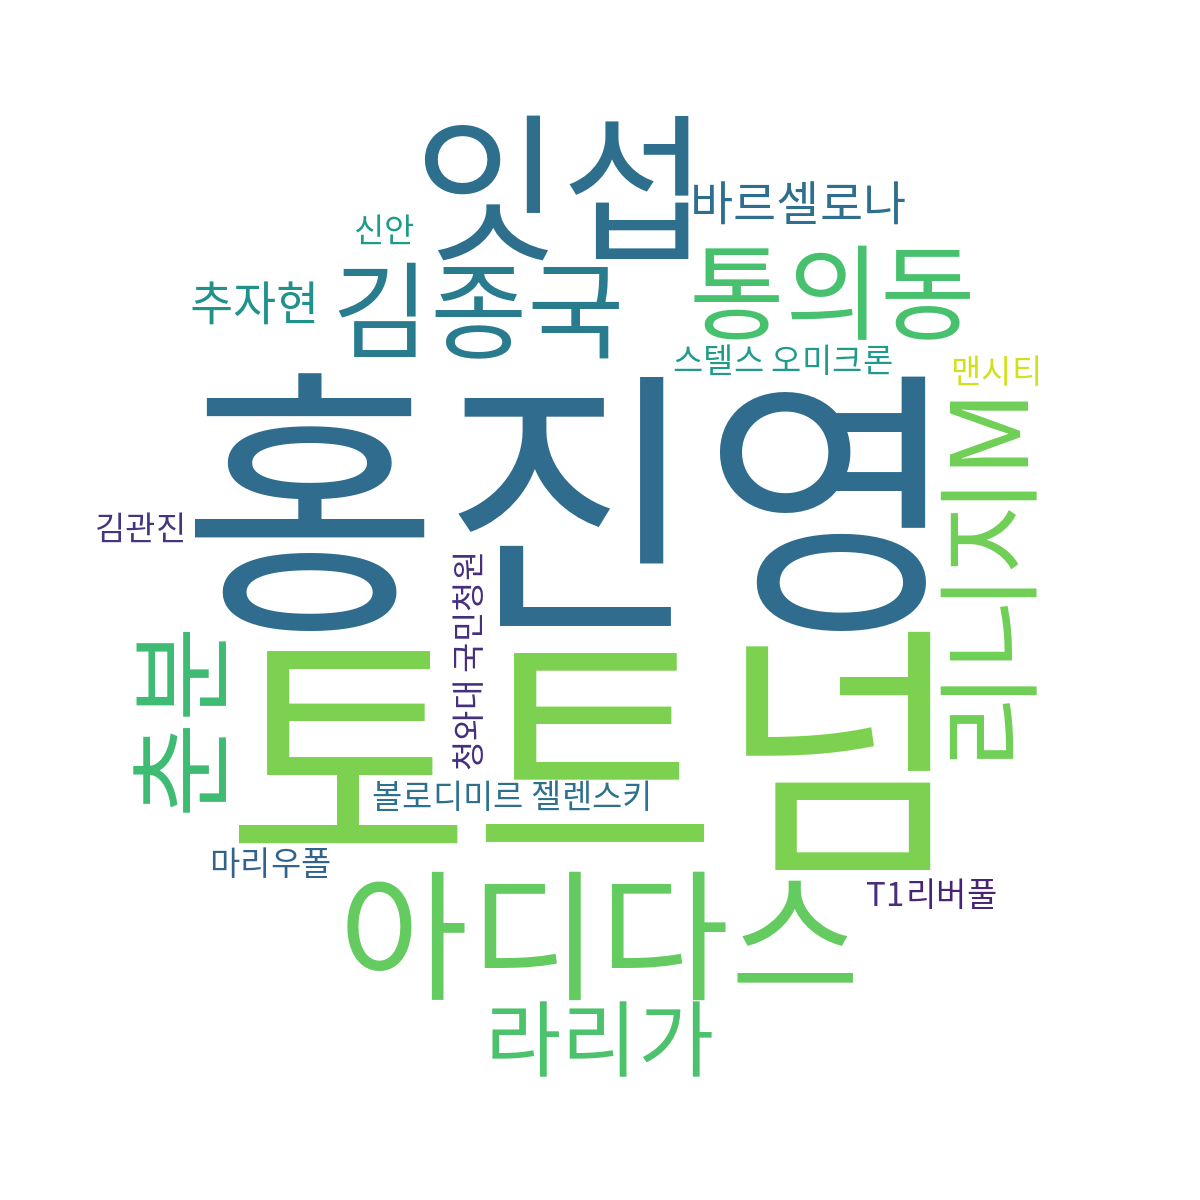 잇섭
바르셀로나
신안
통의동
김종국
추자현
스텔스 오미크론
맨시티
홍진영
리니지M
김관진
청와대 국민청원
춘분
토트넘
볼로디미르 젤렌스키
마리우폴
아디다스
T1리버풀
라리가